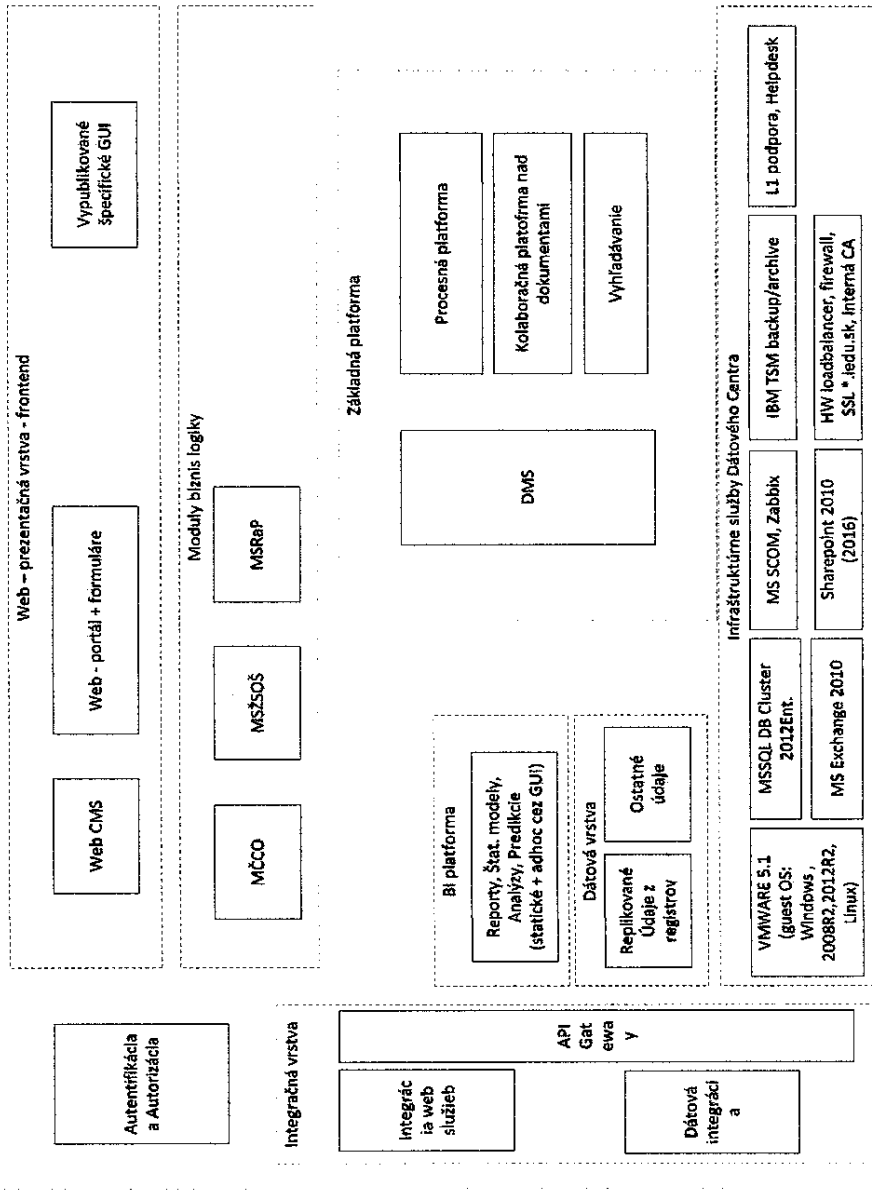 Web – prezentačná vrstva - frontend
Web CMS
Web - portál + formuláre
Vypublikované
špecifické GUI
Autentifikácia
a Autorizácia
Moduly biznis logiky
MČCO
MSŽSOŠ
MSRaP
Integračná vrstva
Integrác
ia web
služieb
Dátová
integráci
a
API
Gat
ewa
y
Základná platforma
BI platforma
Reporty, Štat. modely,
Analýzy, Predikcie
(statické + adhoc cez GUI)
Dátová vrstva
Replikované
Údaje z
registrov
Ostatné
údaje
DMS
Procesná platforma
Kolaboračná platofrma nad
dokumentami
Vyhľadávanie
Infraštruktúrne služby Dátového Centra
VMWARE 5.1
(guest OS:
Windows ,
2008R2,2012R2,
Linux)
MSSQL DB Cluster
2012Ent.
MS SCOM, Zabbix
IBM TSM backup/archive
L1 podpora, Helpdesk
MS Exchange 2010
Sharepoint 2010
(2016)
HW loadbalancer, firewall,
SSL *.iedu.sk, Interná CA